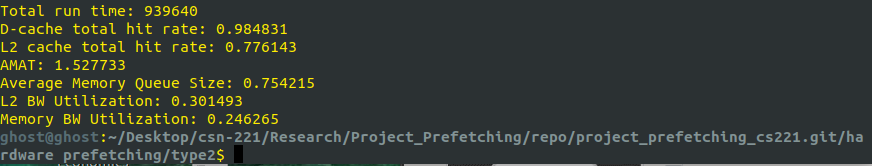 Total run time: 939640
D-cache total hit rate: 0.984831
L2 cache total hit rate: 0.776143
AMAT: 1.527733
Average Memory Queue Size: 0.754215
L2 BW Utilization: 0.301493
Memory BW Utilization: 0.246265
ghost@ghost:~/Desktop/csn-221/Research/Project_Prefetching/repo/project_prefetching_cs221.git/ha
rdware prefetching/type2$